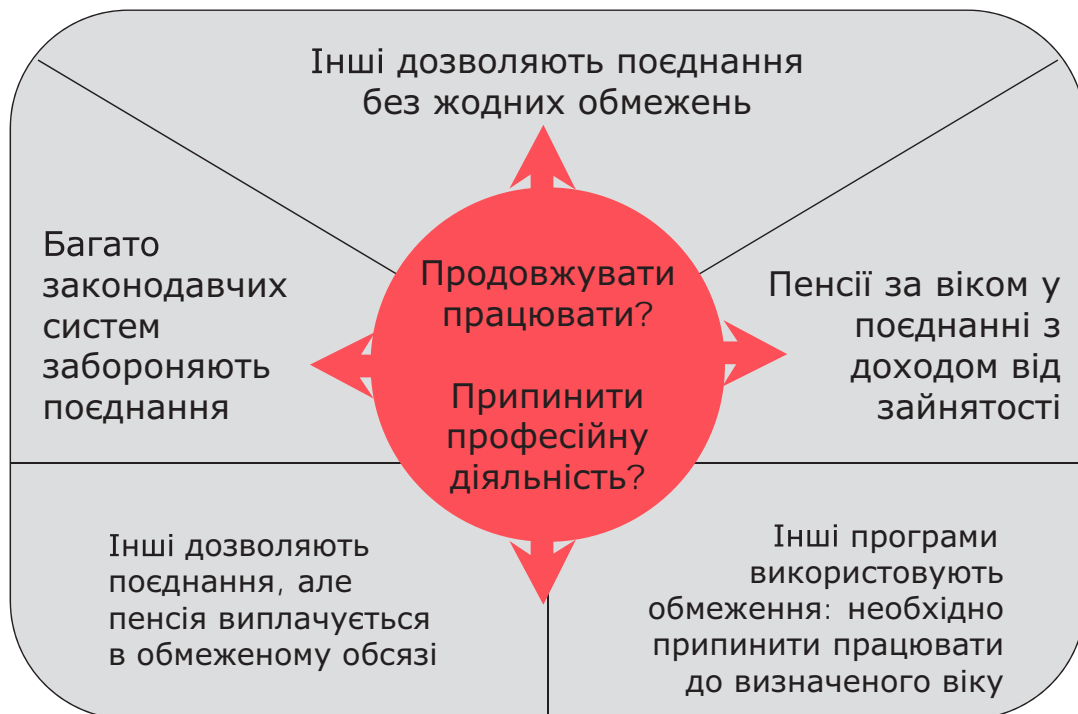 Інші дозволяють поєднання
без жодних обмежень
Багато
законодавчих
систем
забороняють
поєднання
Продовжувати
працювати?
Припинити
професійну
діяльність?
Пенсії за віком у
поєднанні з
доходом від
зайнятості
Інші дозволяють
поєднання, але
пенсія виплачується
в обмеженому обсязі
Інші програми
використовують
обмеження: необхідно
припинити працювати
до визначеного віку